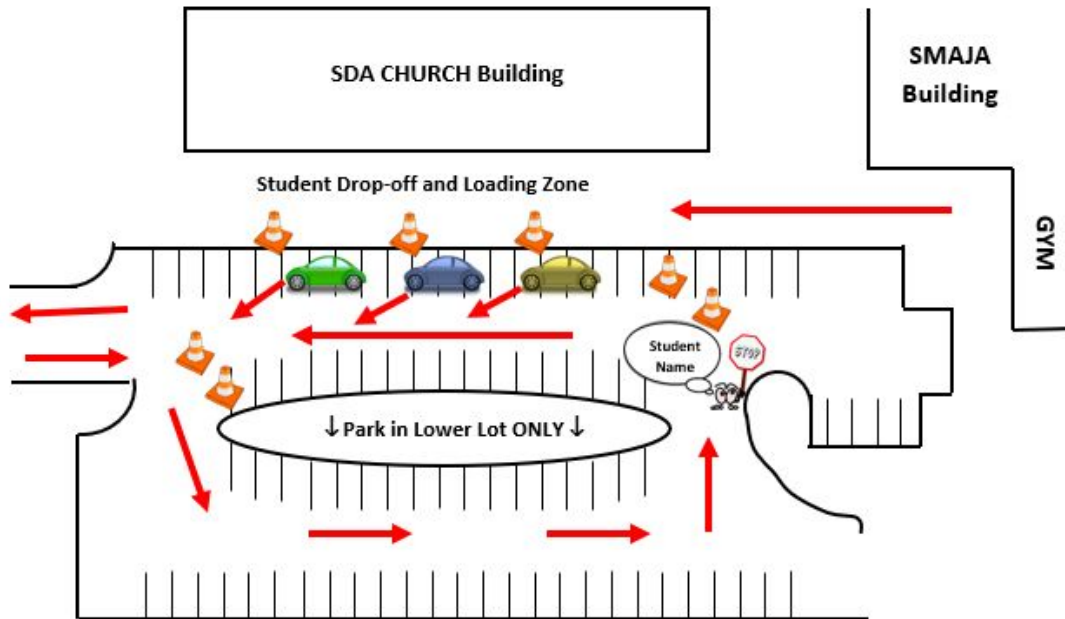 SDA CHURCH Building
SMAJA
Building
Student Drop-off and Loading Zone
GYM
Student
Name
STOP
↓Park in Lower Lot ONLY↓